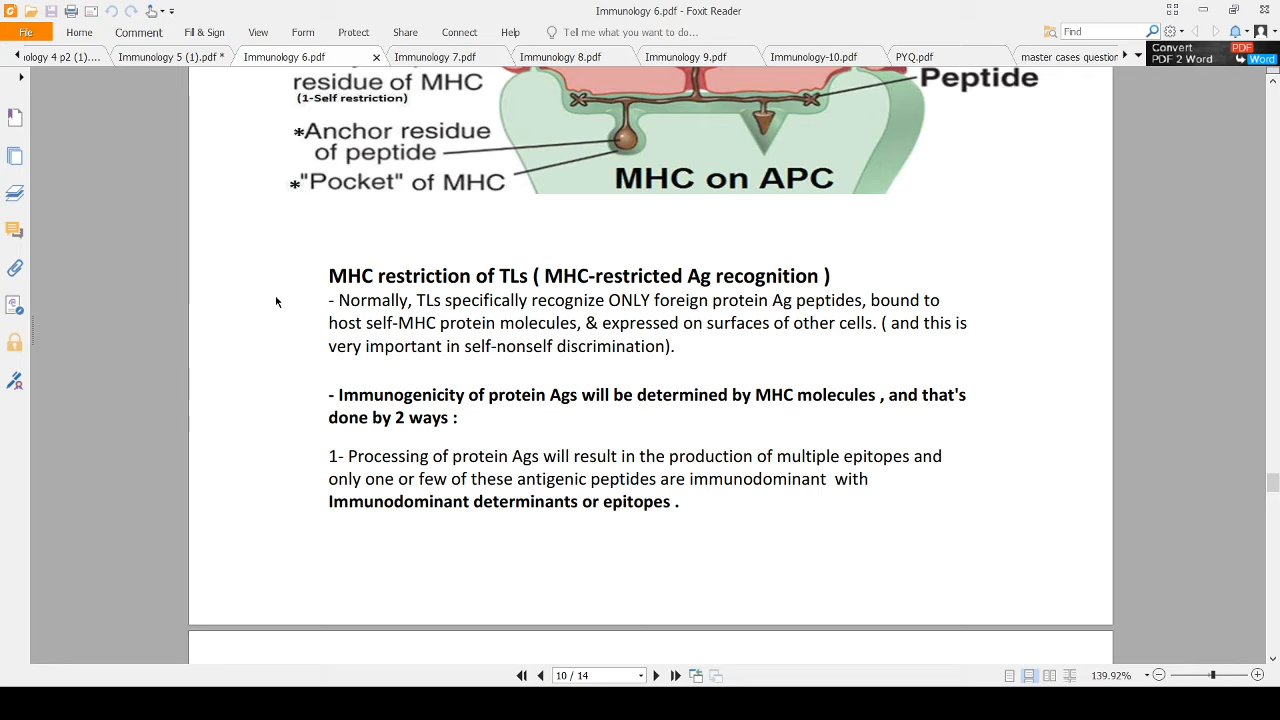 Immunology 6.pdf - Foxit Reader
File Home Comment Fill & Sign View Form Protect Share Connect Help Tell me what you want to do... Find
ology 4 p2 (1).... Immunology 5 (1).pdf * Immunology 6.pdf Immunology 7.pdf Immunology 8.pdf Immunology 9.pdf Immunology-10.pdf PYQ.pdf master cases question
Convert PDF
PDF 2 Word Word
residue of MHC
(1-Self restriction)
Peptide
*Anchor residue
of peptide
*"Pocket" of MHC
MHC on APC
MHC restriction of TLs ( MHC-restricted Ag recognition )
- Normally, TLs specifically recognize ONLY foreign protein Ag peptides, bound to
host self-MHC protein molecules, & expressed on surfaces of other cells. ( and this is
very important in self-nonself discrimination).
- Immunogenicity of protein Ags will be determined by MHC molecules , and that's
done by 2 ways :
1- Processing of protein Ags will result in the production of multiple epitopes and
only one or few of these antigenic peptides are immunodominant with
Immunodominant determinants or epitopes .
10 / 14
139.92%